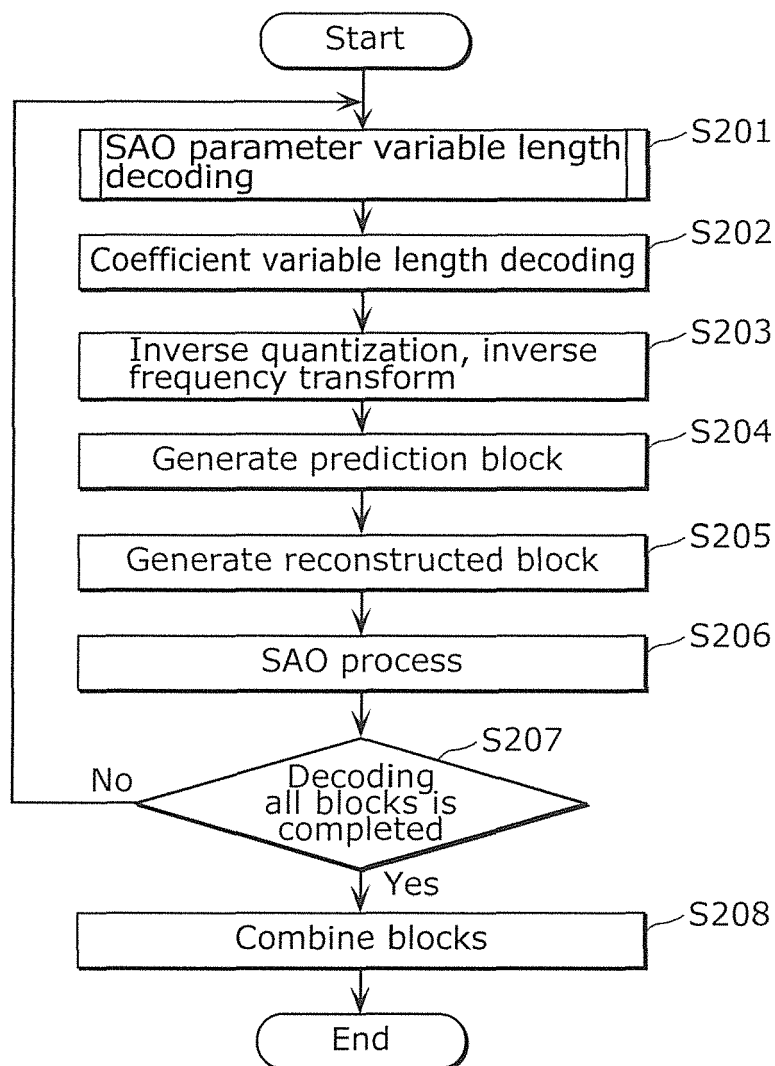 Start
S201
SAO parameter variable length
decoding
S202
Coefficient variable length decoding
S203
Inverse quantization, inverse
frequency transform
S204
Generate prediction block
S205
Generate reconstructed block
S206
SAO process
S207
No
Decoding
all blocks is
completed
Yes
S208
Combine blocks
End